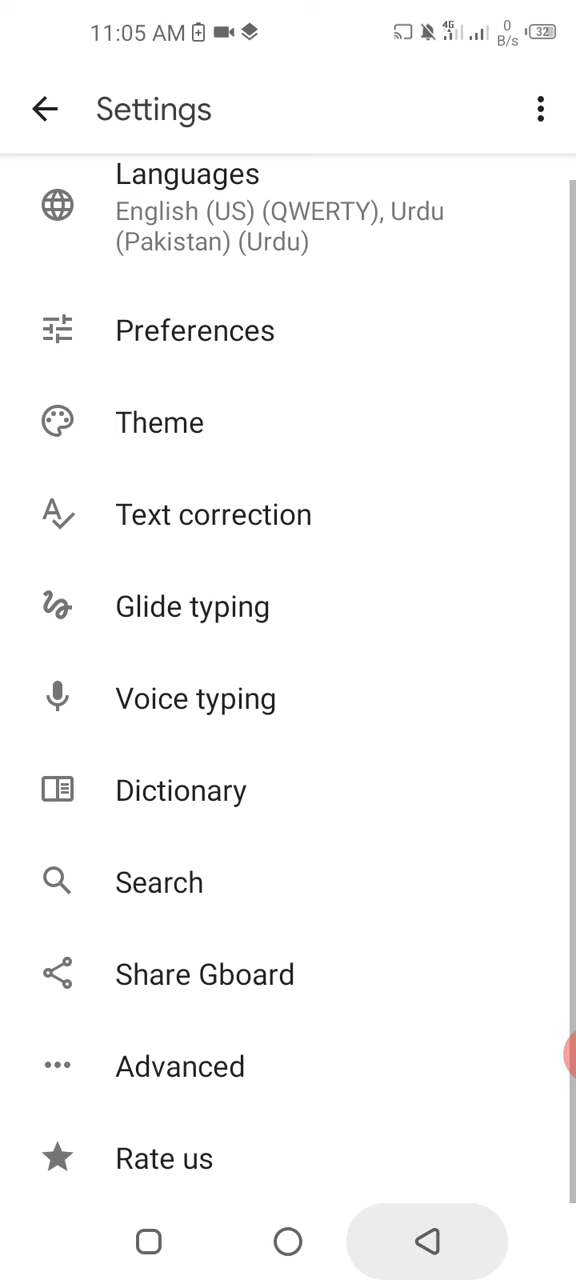 11:05 AM 4G 0 B/s 32
Settings
Languages
English (US) (QWERTY), Urdu
(Pakistan) (Urdu)
Preferences
Theme
Text correction
Glide typing
Voice typing
Dictionary
Search
Share Gboard
Advanced
Rate us